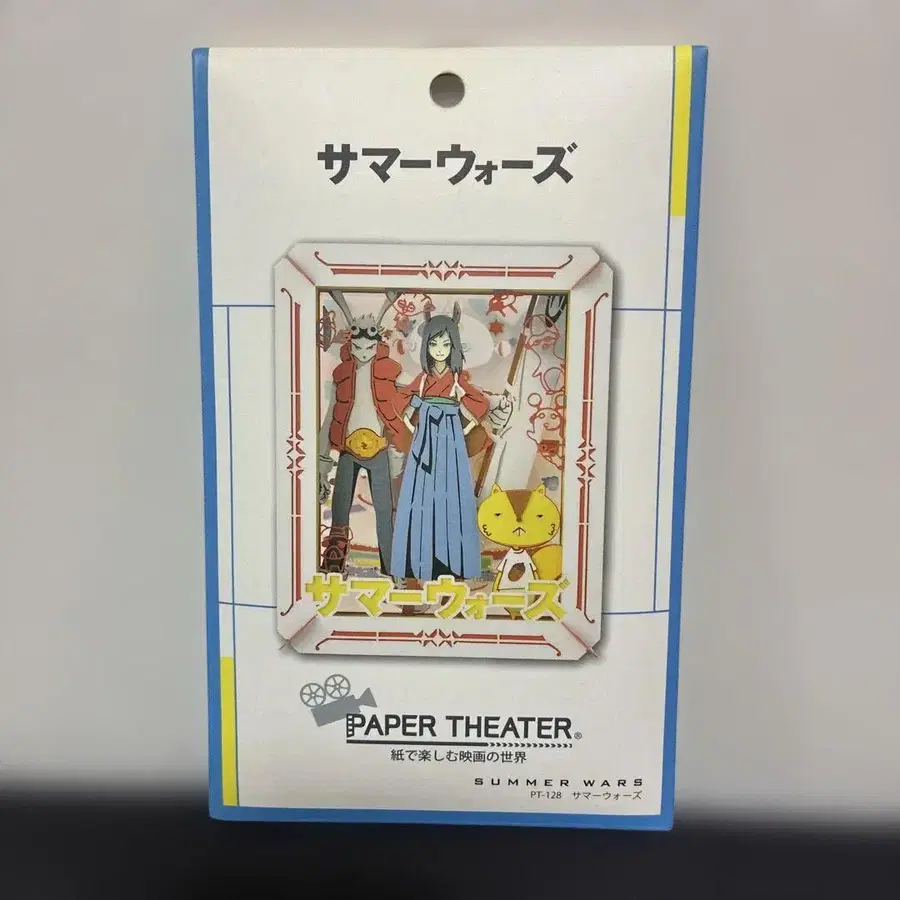 サマーウォーズ
サマーウォーズ
PAPER THEATER®
紙で楽しむ映画の世界
SUMMER WARS
PT-128 サマーウォーズ